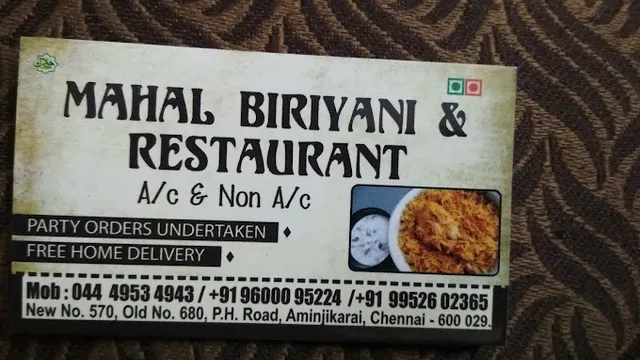 MAHAL BIRIYANI &
RESTAURANT
A/c & Non A/c
PARTY ORDERS UNDERTAKEN
FREE HOME DELIVERY
Mob : 044 4953 4943 / +91 96000 95224 /+91 99526 02365
New No. 570, Old No. 680, P.H. Road, Aminjikarai, Chennai - 600 029.